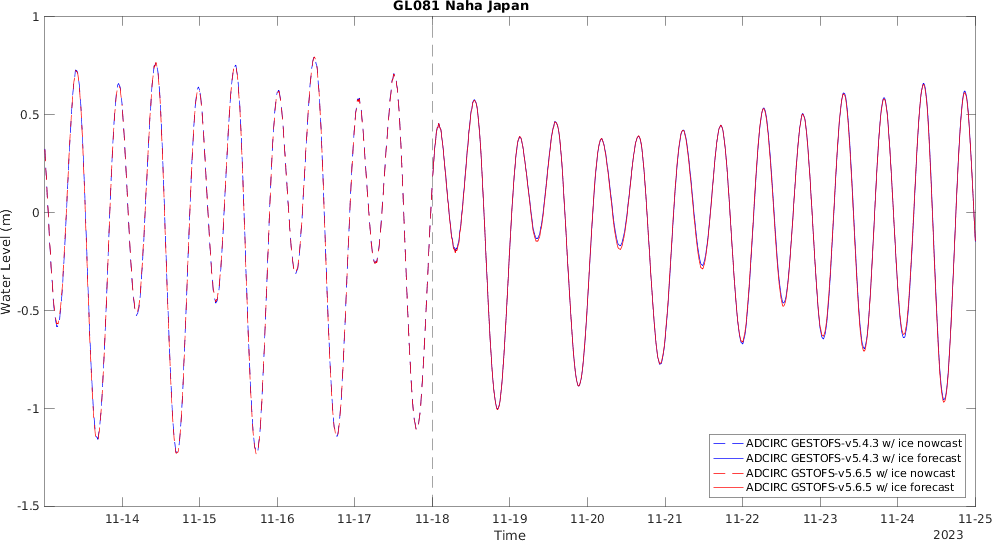 GL081 Naha Japan
1
0.5
0
-0.5
-1
-1.5
Water Level (m)
11-14 11-15 11-16 11-17 11-18 11-19 11-20 11-21 11-22 11-23 11-24 11-25
Time
2023
ADCIRC GESTOFS-v5.4.3 w/ ice nowcast
ADCIRC GESTOFS-v5.4.3 w/ ice forecast
ADCIRC GSTOFS-v5.6.5 w/ ice nowcast
ADCIRC GSTOFS-v5.6.5 w/ ice forecast